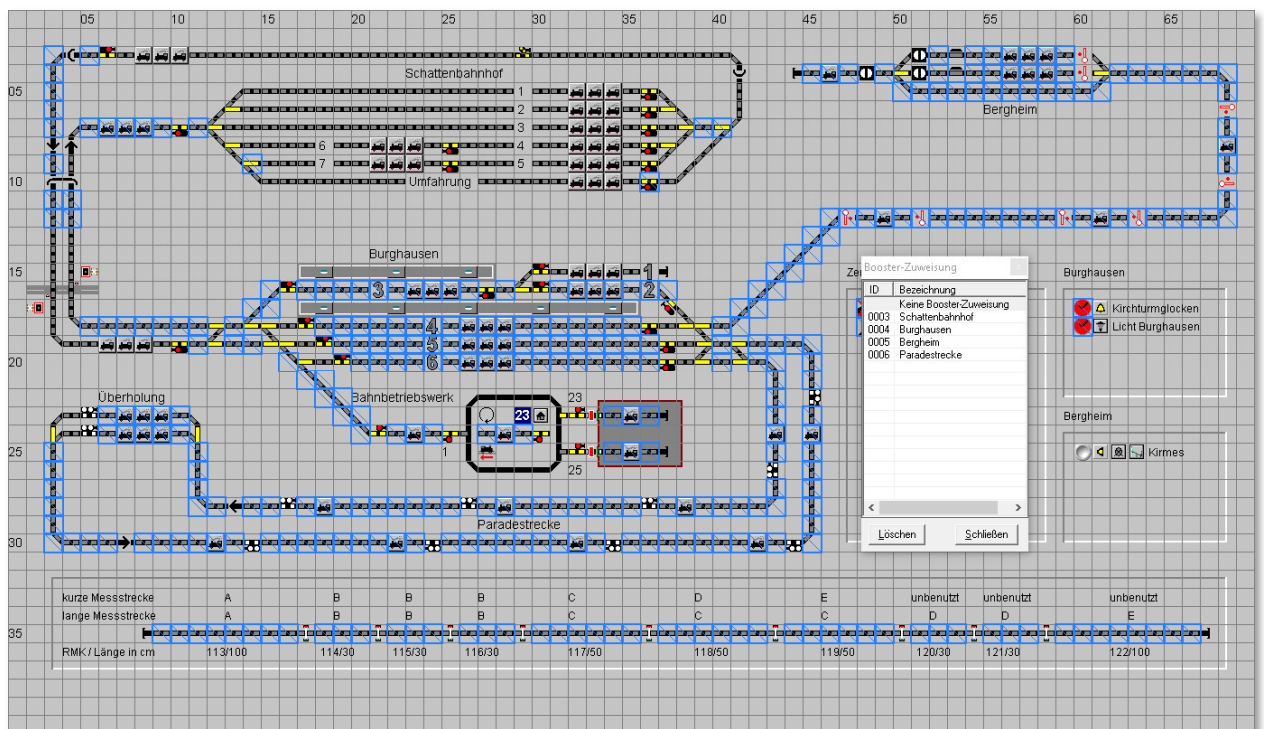 05 10 15 20 25 30 35 40 45 50 55 60 65
Schattenbahnhof
05
1
2
Bergheim
3
6 4
7 5
10
Umfahrung
Burghausen
15
1
3 2
4
5
20
6
Booster-Zuweisung
ID Bezeichnung
Keine Booster-Zuweisung
0003 Schattenbahnhof
0004 Burghausen
0005 Bergheim
0006 Paradestrecke
Löschen Schließen
Burghausen
Kirchturmglocken
Licht Burghausen
Bergheim
Kirmes
Überholung
Bahnbetriebswerk
23
23
1
25
25
Paradestrecke
30
kurze Messstrecke A B B B C D E unbenutzt unbenutzt unbenutzt
lange Messstrecke A B B B C C C D D E
35
RMK / Länge in cm 113/100 114/30 115/30 116/30 117/50 118/50 119/50 120/30 121/30 122/100